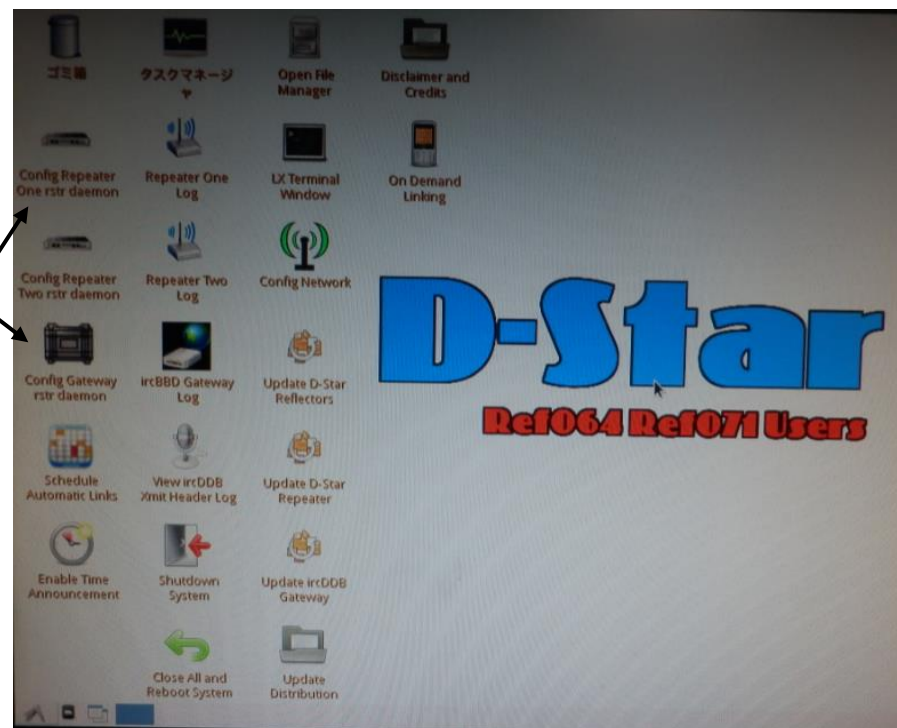 ゴミ箱
タスクマネージ
ャ
Open File
Manager
Disclaimer and
Credits
Config Repeater
One rstr daemon
Repeater One
Log
LX Terminal
Window
On Demand
Linking
Config Repeater
Two rstr daemon
Repeater Two
Log
Config Network
Config Gateway
rstr daemon
ircBBD Gateway
Log
Update D-Star
Reflectors
D-Star
Ref064 Ref071 Users
Schedule
Automatic Links
View ircDDB
Xmit Header Log
Update D-Star
Repeater
Enable Time
Announcement
Shutdown
System
Update ircDDB
Gateway
Close All and
Reboot System
Update
Distribution